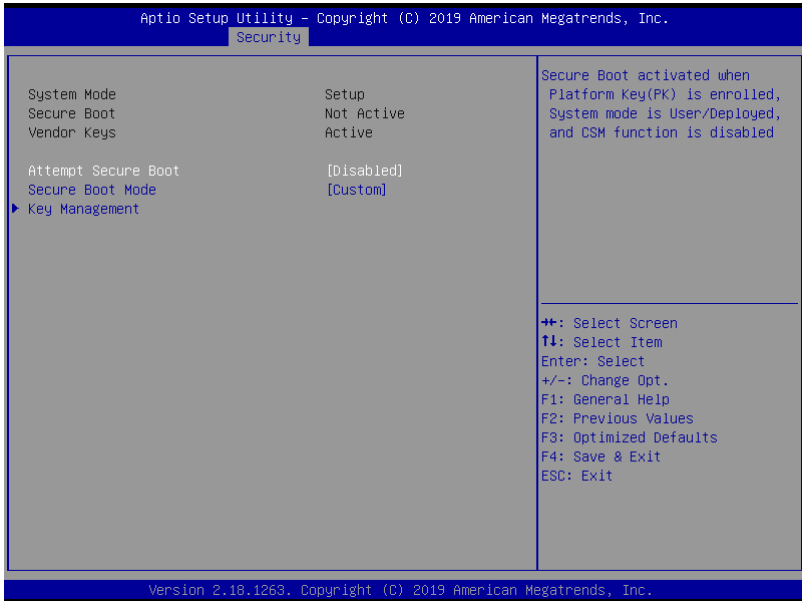 Aptio Setup Utility – Copyright (C) 2019 American Megatrends, Inc.
Security
System Mode Setup
Secure Boot Not Active
Vendor Keys Active
Attempt Secure Boot [Disabled]
Secure Boot Mode [Custom]
Key Management
Secure Boot activated when
Platform Key(PK) is enrolled,
System mode is User/Deployed,
and CSM function is disabled
→←: Select Screen
↑↓: Select Item
Enter: Select
+/-: Change Opt.
F1: General Help
F2: Previous Values
F3: Optimized Defaults
F4: Save & Exit
ESC: Exit
Version 2.18.1263. Copyright (C) 2019 American Megatrends, Inc.